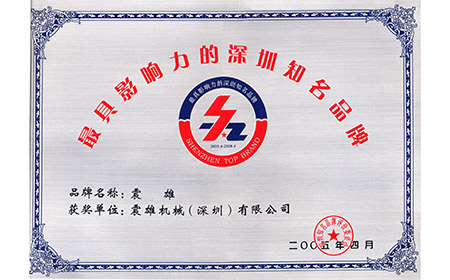 最具影响力的深圳知名品牌
最具影响力的深圳知名品牌
2005.4-2008.4
SHENZHEN TOP BRAND
品牌名称：震　雄
获奖单位：震雄机械（深圳）有限公司
二〇〇五年四月